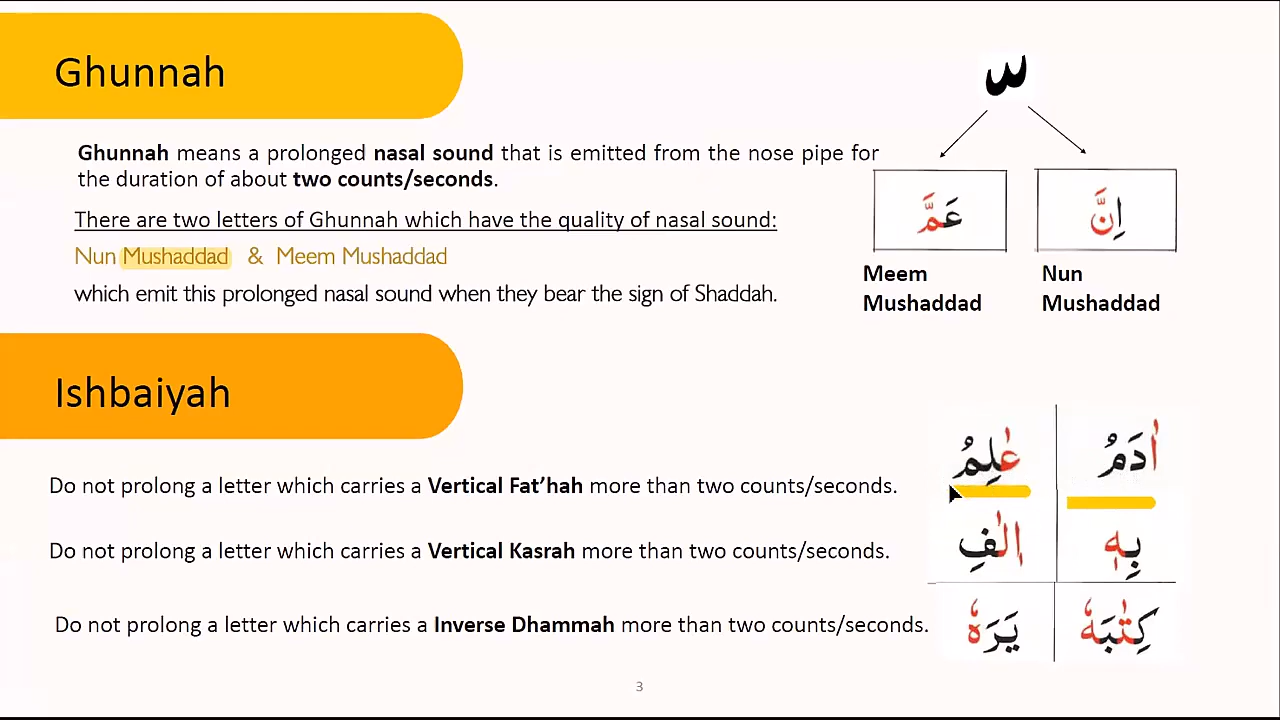 Ghunnah
Ghunnah means a prolonged nasal sound that is emitted from the nose pipe for
the duration of about two counts/seconds.
There are two letters of Ghunnah which have the quality of nasal sound:
Nun Mushaddad & Meem Mushaddad
which emit this prolonged nasal sound when they bear the sign of Shaddah.
س
عَمَّ
اِنَّ
Meem
Mushaddad
Nun
Mushaddad
Ishbaiyah
Do not prolong a letter which carries a Vertical Fat’hah more than two counts/seconds.
Do not prolong a letter which carries a Vertical Kasrah more than two counts/seconds.
Do not prolong a letter which carries a Inverse Dhammah more than two counts/seconds.
اٰدَمُ
عٰلِمُ
بِهٖ
اٖلٰفِ
كِتٰبَهٗ
يَرَهٗ
3